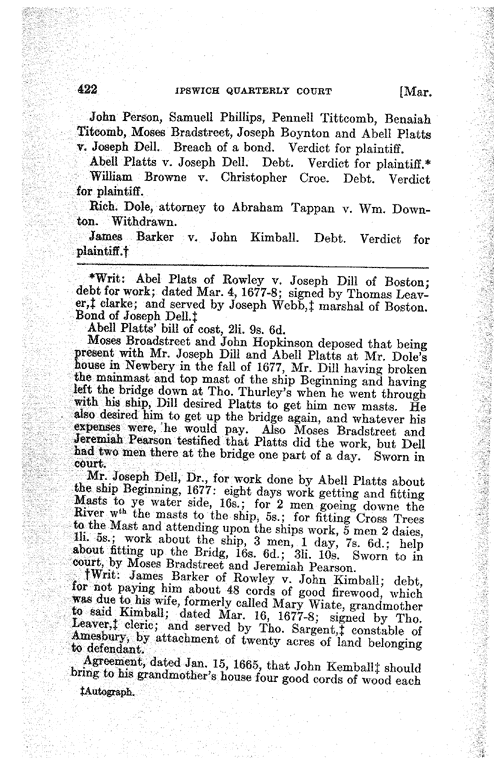 422 IPSWICH QUARTERLY COURT [Mar.
John Person, Samuell Phillips, Pennell Tittcomb, Benaiah
Titcomb, Moses Bradstreet, Joseph Boynton and Abell Platts
v. Joseph Dell. Breach of a bond. Verdict for plaintiff.
Abell Platts v. Joseph Dell. Debt. Verdict for plaintiff.*
William Browne v. Christopher Croe. Debt. Verdict
for plaintiff.
Rich. Dole, attorney to Abraham Tappan v. Wm. Down-
ton. Withdrawn.
James Barker v. John Kimball. Debt. Verdict for
plaintiff.†
*Writ: Abel Plats of Rowley v. Joseph Dill of Boston;
debt for work; dated Mar. 4, 1677-8; signed by Thomas Leav-
er,‡ clarke; and served by Joseph Webb,‡ marshal of Boston.
Bond of Joseph Dell.‡
Abell Platts' bill of cost, 2li. 9s. 6d.
Moses Broadstreet and John Hopkinson deposed that being
present with Mr. Joseph Dill and Abell Platts at Mr. Dole's
house in Newbery in the fall of 1677, Mr. Dill having broken
the mainmast and top mast of the ship Beginning and having
left the bridge down at Tho. Thurley's when he went through
with his ship, Dill desired Platts to get him new masts. He
also desired him to get up the bridge again, and whatever his
expenses were, he would pay. Also Moses Bradstreet and
Jeremiah Pearson testified that Platts did the work, but Dell
had two men there at the bridge one part of a day. Sworn in
court.
Mr. Joseph Dell, Dr., for work done by Abell Platts about
the ship Beginning, 1677: eight days work getting and fitting
Masts to ye water side, 16s.; for 2 men goeing downe the
River wth the masts to the ship, 5s.; for fitting Cross Trees
to the Mast and attending upon the ships work, 5 men 2 daies,
1li. 5s.; work about the ship, 3 men, 1 day, 7s. 6d.; help
about fitting up the Bridg, 16s. 6d.; 3li. 10s. Sworn to in
court, by Moses Bradstreet and Jeremiah Pearson.
†Writ: James Barker of Rowley v. John Kimball; debt,
for not paying him about 48 cords of good firewood, which
was due to his wife, formerly called Mary Wiate, grandmother
to said Kimball; dated Mar. 16, 1677-8; signed by Tho.
Leaver,‡ cleric; and served by Tho. Sargent,‡ constable of
Amesbury, by attachment of twenty acres of land belonging
to defendant.
Agreement, dated Jan. 15, 1665, that John Kemball‡ should
bring to his grandmother's house four good cords of wood each
‡Autograph.